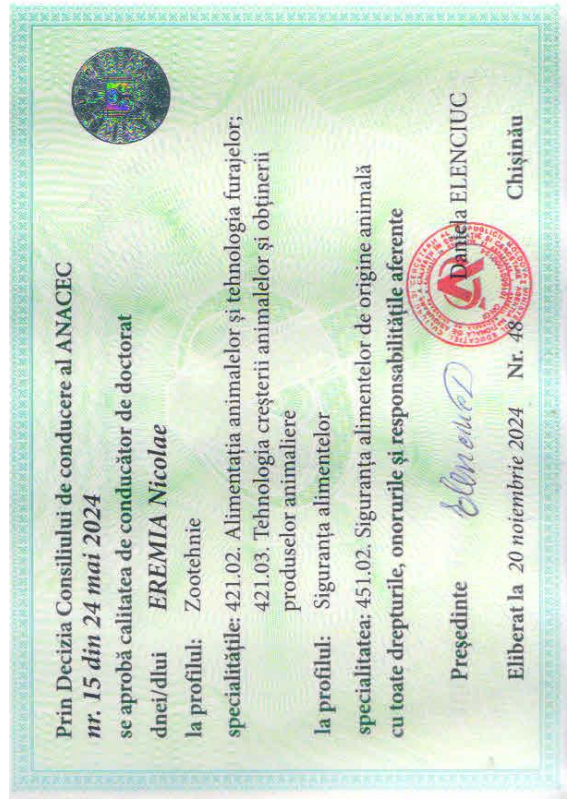 Prin Decizia Consiliului de conducere al ANACEC
nr. 15 din 24 mai 2024
se aprobă calitatea de conducător de doctorat
dnei/dlui EREMIA Nicolae
la profilul: Zootehnie
specialitățile: 421.02. Alimentația animalelor și tehnologia furajelor;
421.03. Tehnologia creșterii animalelor și obținerii
produselor animaliere
la profilul: Siguranța alimentelor
specialitatea: 451.02. Siguranța alimentelor de origine animală
cu toate drepturile, onorurile și responsabilitățile aferente
Președinte Daniela ELENCIUC
Eliberat la 20 noiembrie 2024 Nr. 48 Chișinău